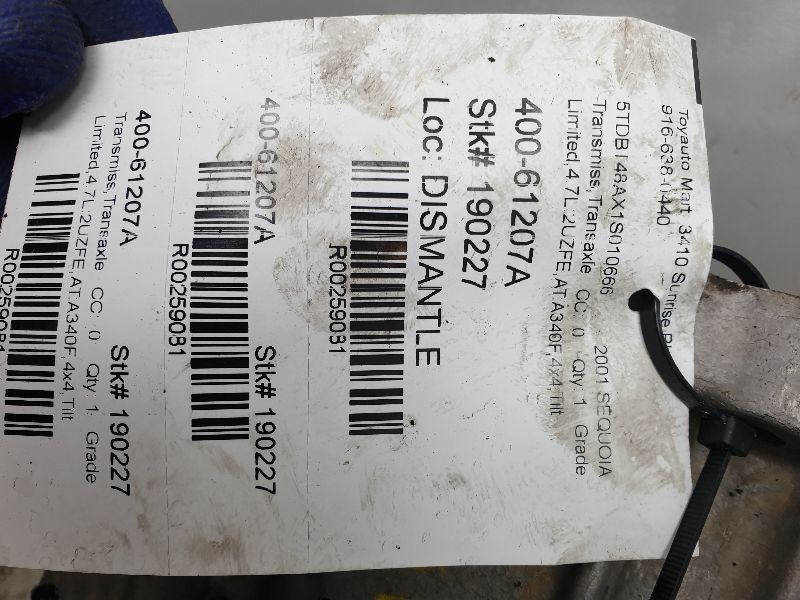 Toyauto Mart 3410 Sunrise
916-638-0440
5TDBT48AX1S010666 2001 SEQUOIA
Transmiss,Transaxle CC: 0 Qty: 1 Grade
Limited,4.7L:2UZFE,AT:A340F,4x4,Tilt
400-61207A
Stk# 190227
Loc: DISMANTLE
R00259081
400-61207A Stk# 190227
R00259081
400-61207A Stk# 190227
Transmiss,Transaxle CC: 0 Qty: 1 Grade
Limited,4.7L:2UZFE,AT:A340F,4x4,Tilt
R00259081